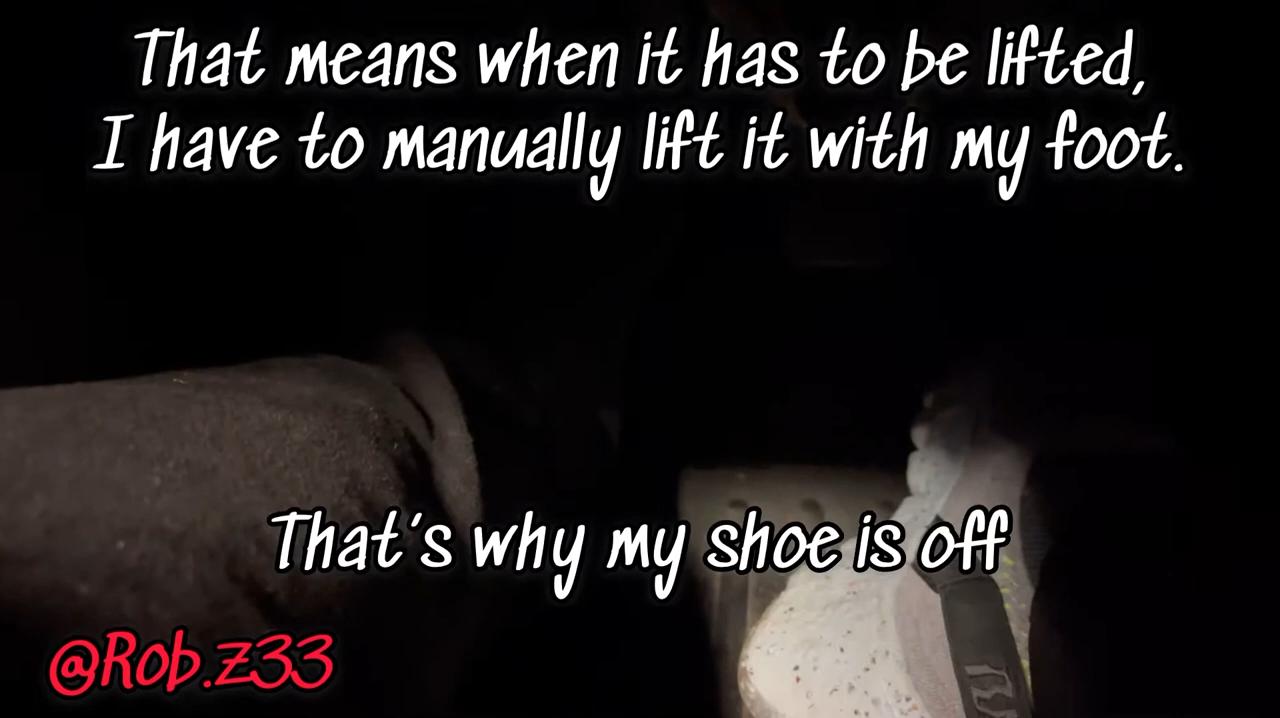 That means when it has to be lifted,
I have to manually lift it with my foot.
That's why my shoe is off
@Rob.z33